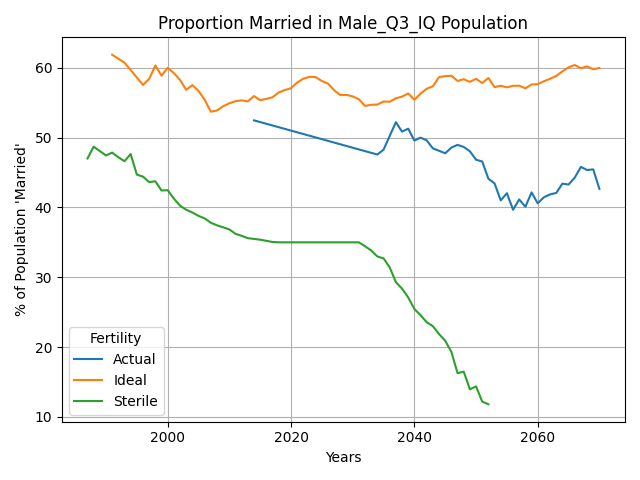 Proportion Married in Male_Q3_IQ Population
% of Population 'Married'
60
50
40
30
20
10
Fertility
Actual
Ideal
Sterile
2000 2020 2040 2060
Years